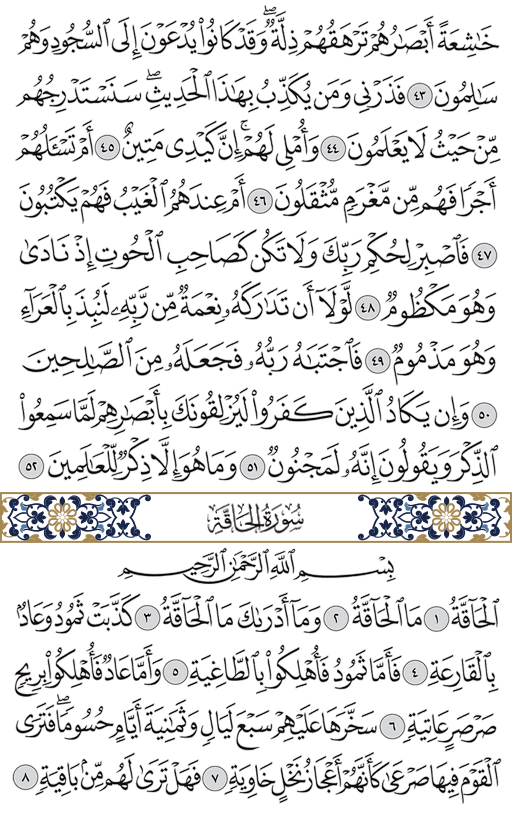 خَـٰشِعَةً أَبْصَـٰرُهُمْ تَرْهَقُهُمْ ذِلَّةٌ ۖ وَقَدْ كَانُوا۟ يُدْعَوْنَ إِلَى ٱلسُّجُودِ وَهُمْ
سَـٰلِمُونَ ٤٣ فَذَرْنِى وَمَن يُكَذِّبُ بِهَـٰذَا ٱلْحَدِيثِ ۖ سَنَسْتَدْرِجُهُم
مِّنْ حَيْثُ لَا يَعْلَمُونَ ٤٤ وَأُمْلِى لَهُمْ ۚ إِنَّ كَيْدِى مَتِينٌ ٤٥ أَمْ تَسْـَٔلُهُمْ
أَجْرًا فَهُم مِّن مَّغْرَمٍ مُّثْقَلُونَ ٤٦ أَمْ عِندَهُمُ ٱلْغَيْبُ فَهُمْ يَكْتُبُونَ
٤٧ فَٱصْبِرْ لِحُكْمِ رَبِّكَ وَلَا تَكُن كَصَاحِبِ ٱلْحُوتِ إِذْ نَادَىٰ
وَهُوَ مَكْظُومٌ ٤٨ لَّوْلَآ أَن تَدَٰرَكَهُۥ نِعْمَةٌ مِّن رَّبِّهِۦ لَنُبِذَ بِٱلْعَرَآءِ
وَهُوَ مَذْمُومٌ ٤٩ فَٱجْتَبَـٰهُ رَبُّهُۥ فَجَعَلَهُۥ مِنَ ٱلصَّـٰلِحِينَ
٥٠ وَإِن يَكَادُ ٱلَّذِينَ كَفَرُوا۟ لَيُزْلِقُونَكَ بِأَبْصَـٰرِهِمْ لَمَّا سَمِعُوا۟
ٱلذِّكْرَ وَيَقُولُونَ إِنَّهُۥ لَمَجْنُونٌ ٥١ وَمَا هُوَ إِلَّا ذِكْرٌ لِّلْعَـٰلَمِينَ ٥٢
سُورَةُ الحَاقَّةِ
بِسْمِ ٱللَّهِ ٱلرَّحْمَـٰنِ ٱلرَّحِيمِ
ٱلْحَآقَّةُ ١ مَا ٱلْحَآقَّةُ ٢ وَمَآ أَدْرَىٰكَ مَا ٱلْحَآقَّةُ ٣ كَذَّبَتْ ثَمُودُ وَعَادٌۢ
بِٱلْقَارِعَةِ ٤ فَأَمَّا ثَمُودُ فَأُهْلِكُوا۟ بِٱلطَّاغِيَةِ ٥ وَأَمَّا عَادٌ فَأُهْلِكُوا۟ بِرِيحٍ
صَرْصَرٍ عَاتِيَةٍ ٦ سَخَّرَهَا عَلَيْهِمْ سَبْعَ لَيَالٍ وَثَمَـٰنِيَةَ أَيَّامٍ حُسُومًا ۖ فَتَرَى
ٱلْقَوْمَ فِيهَا صَرْعَىٰ كَأَنَّهُمْ أَعْجَازُ نَخْلٍ خَاوِيَةٍ ٧ فَهَلْ تَرَىٰ لَهُم مِّنۢ بَاقِيَةٍ ٨